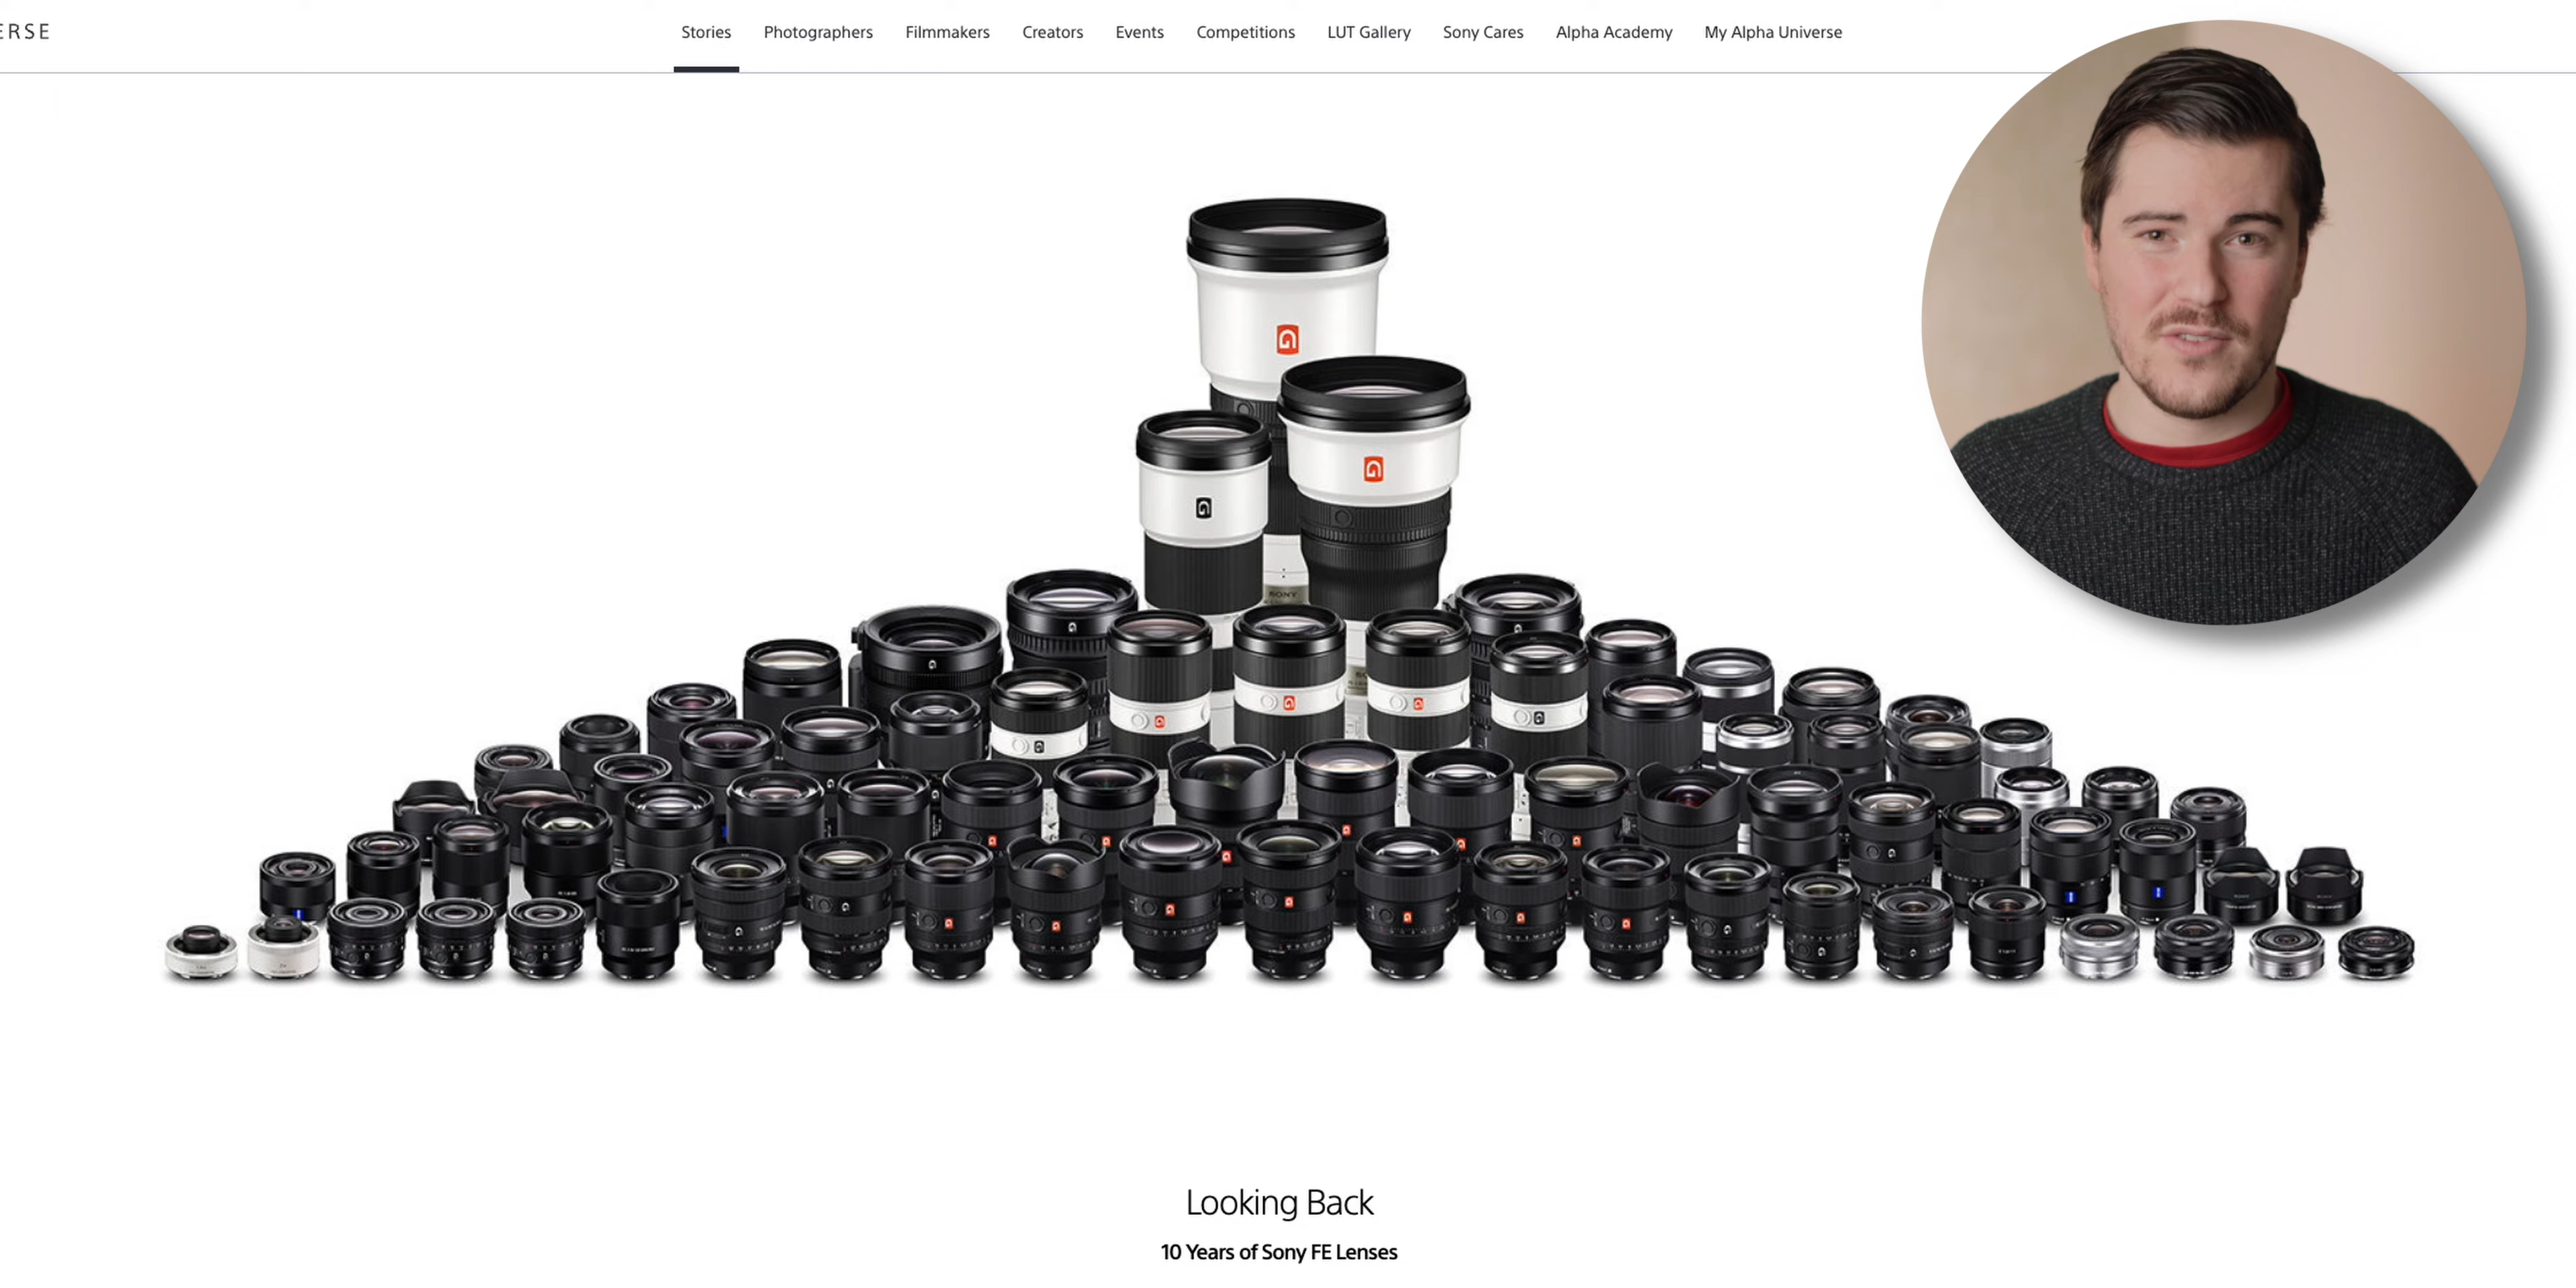 ERSE
Stories Photographers Filmmakers Creators Events Competitions LUT Gallery Sony Cares Alpha Academy My Alpha Universe
SONY
Looking Back
10 Years of Sony FE Lenses